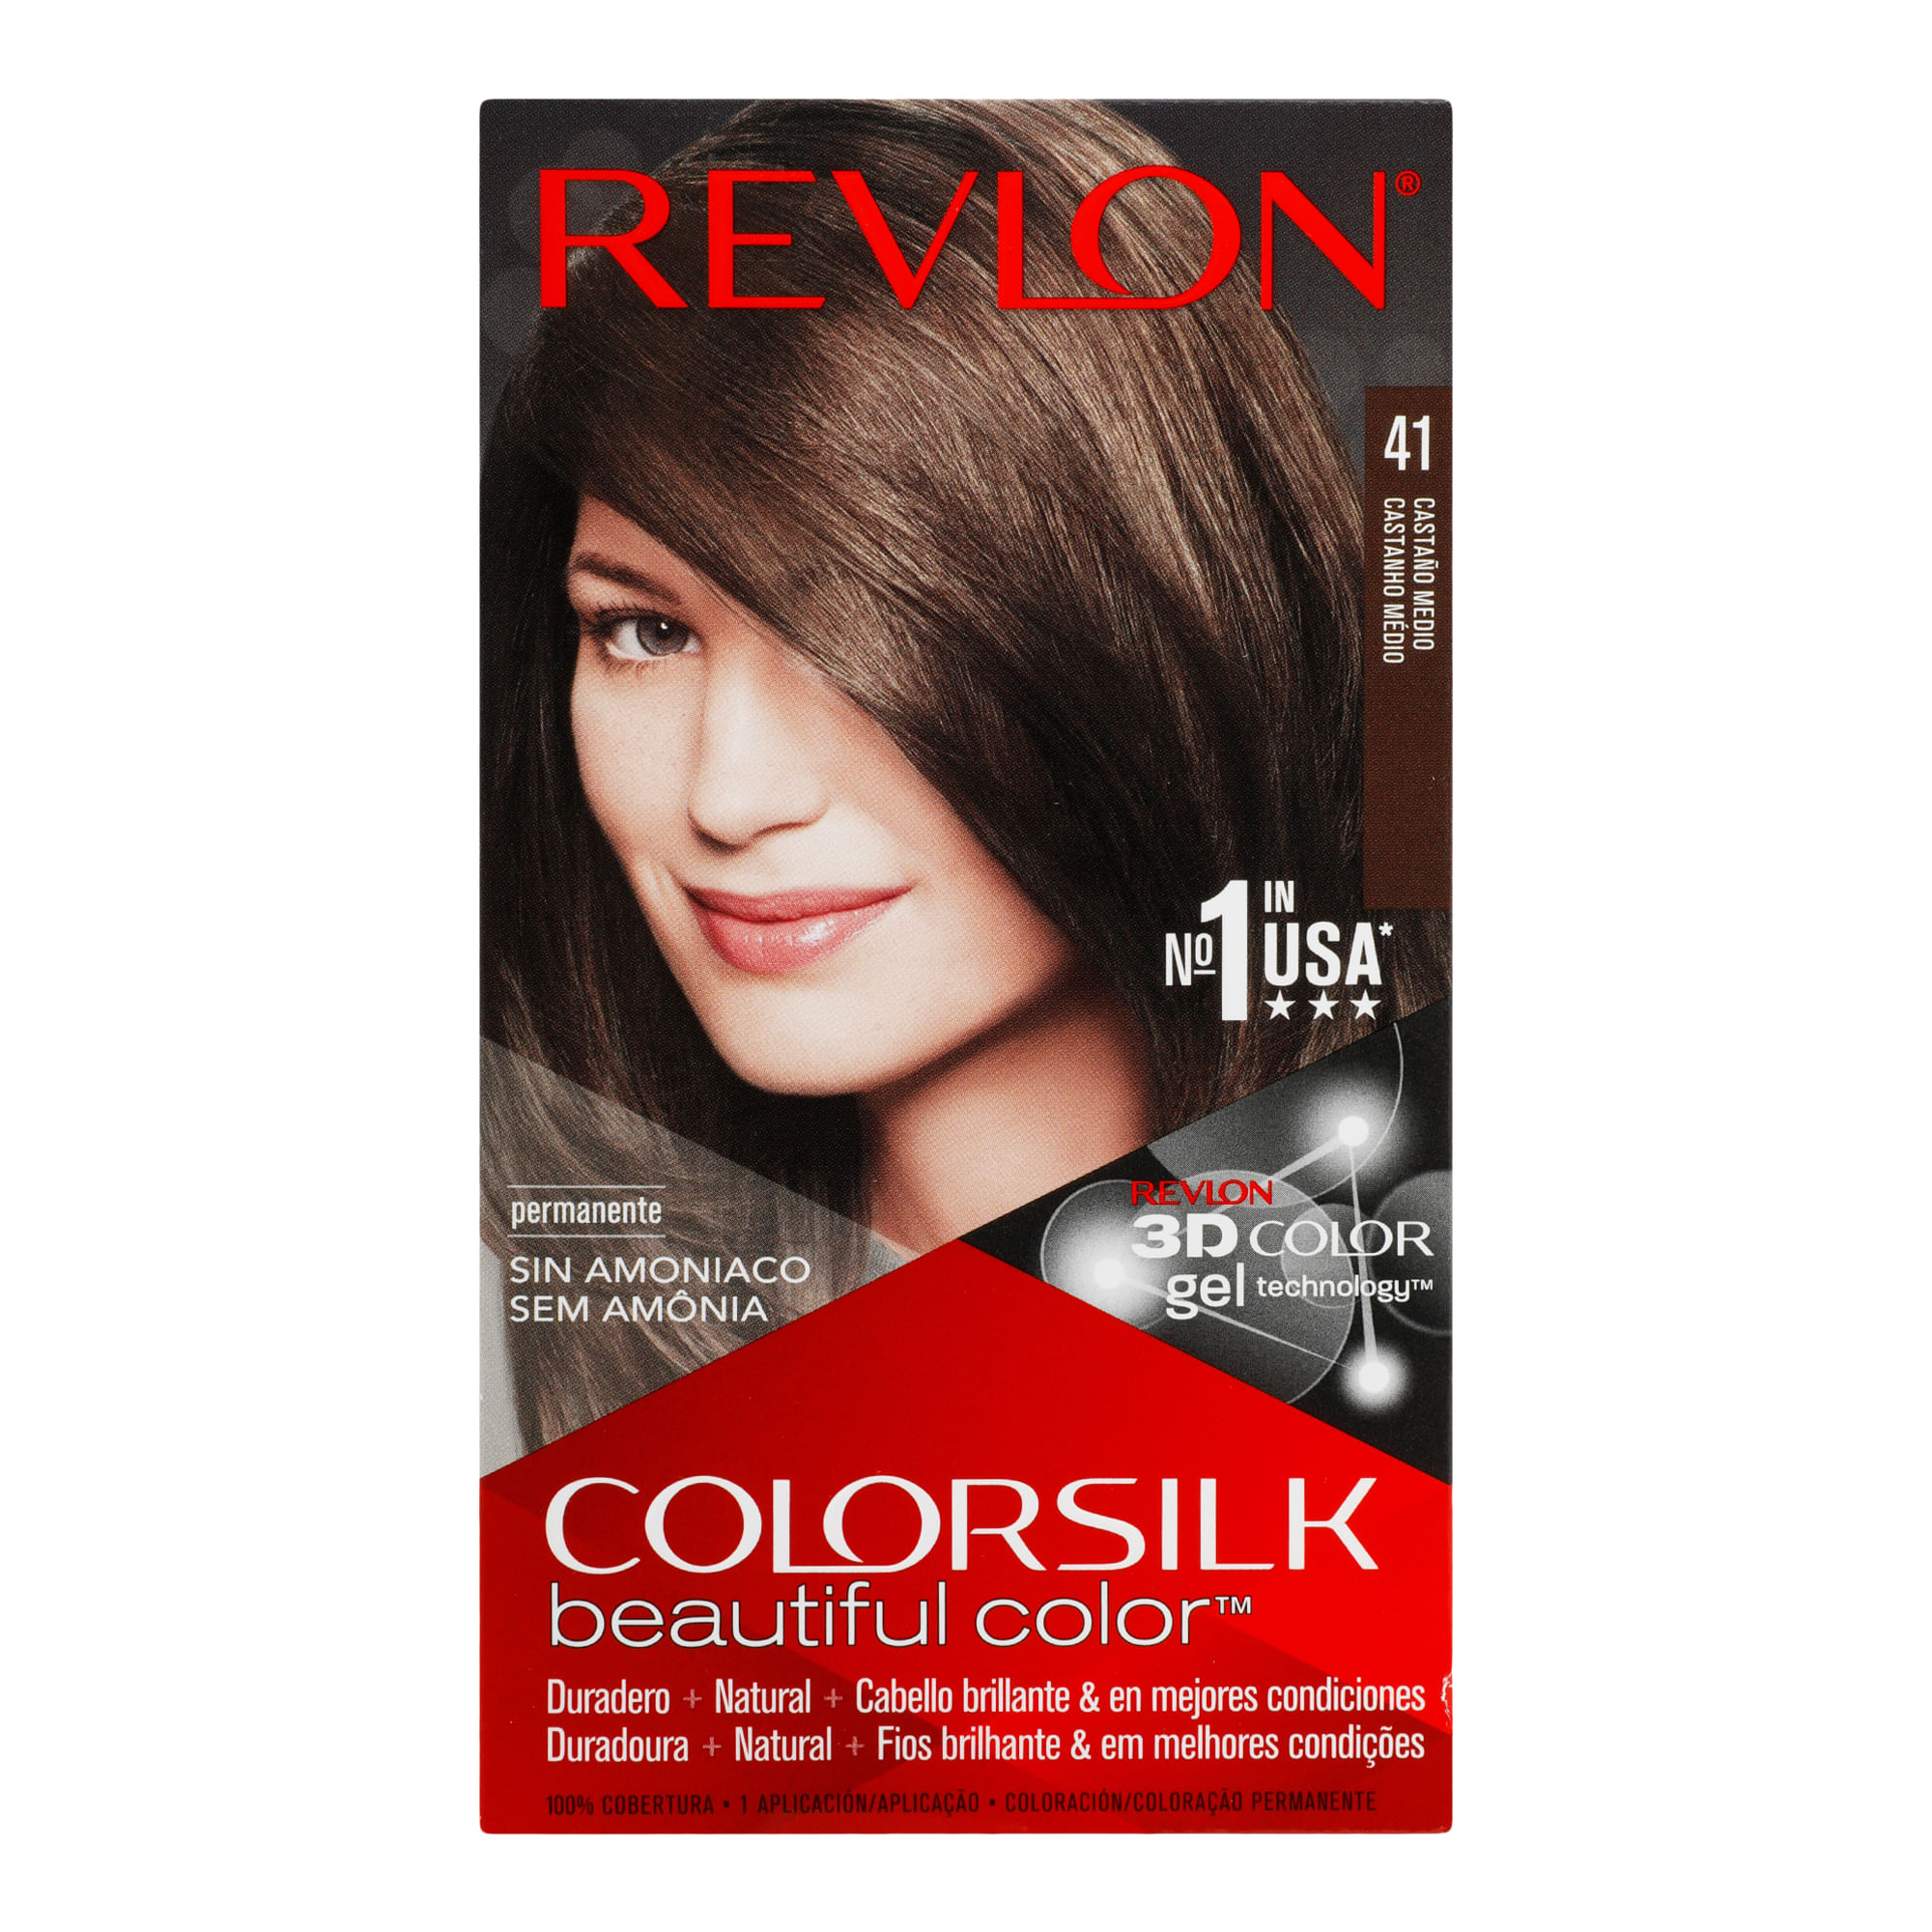 REVLON®
41
CASTAÑO MEDIO
CASTANHO MÉDIO
Nº1 IN
USA*
permanente
SIN AMONIACO
SEM AMÔNIA
REVLON
3D COLOR
gel technology™
COLORSILK
beautiful color™
Duradero + Natural + Cabello brillante & en mejores condiciones
Duradoura + Natural + Fios brilhante & em melhores condições
100% COBERTURA • 1 APLICACIÓN/APLICAÇÃO • COLORACIÓN/COLORAÇÃO PERMANENTE